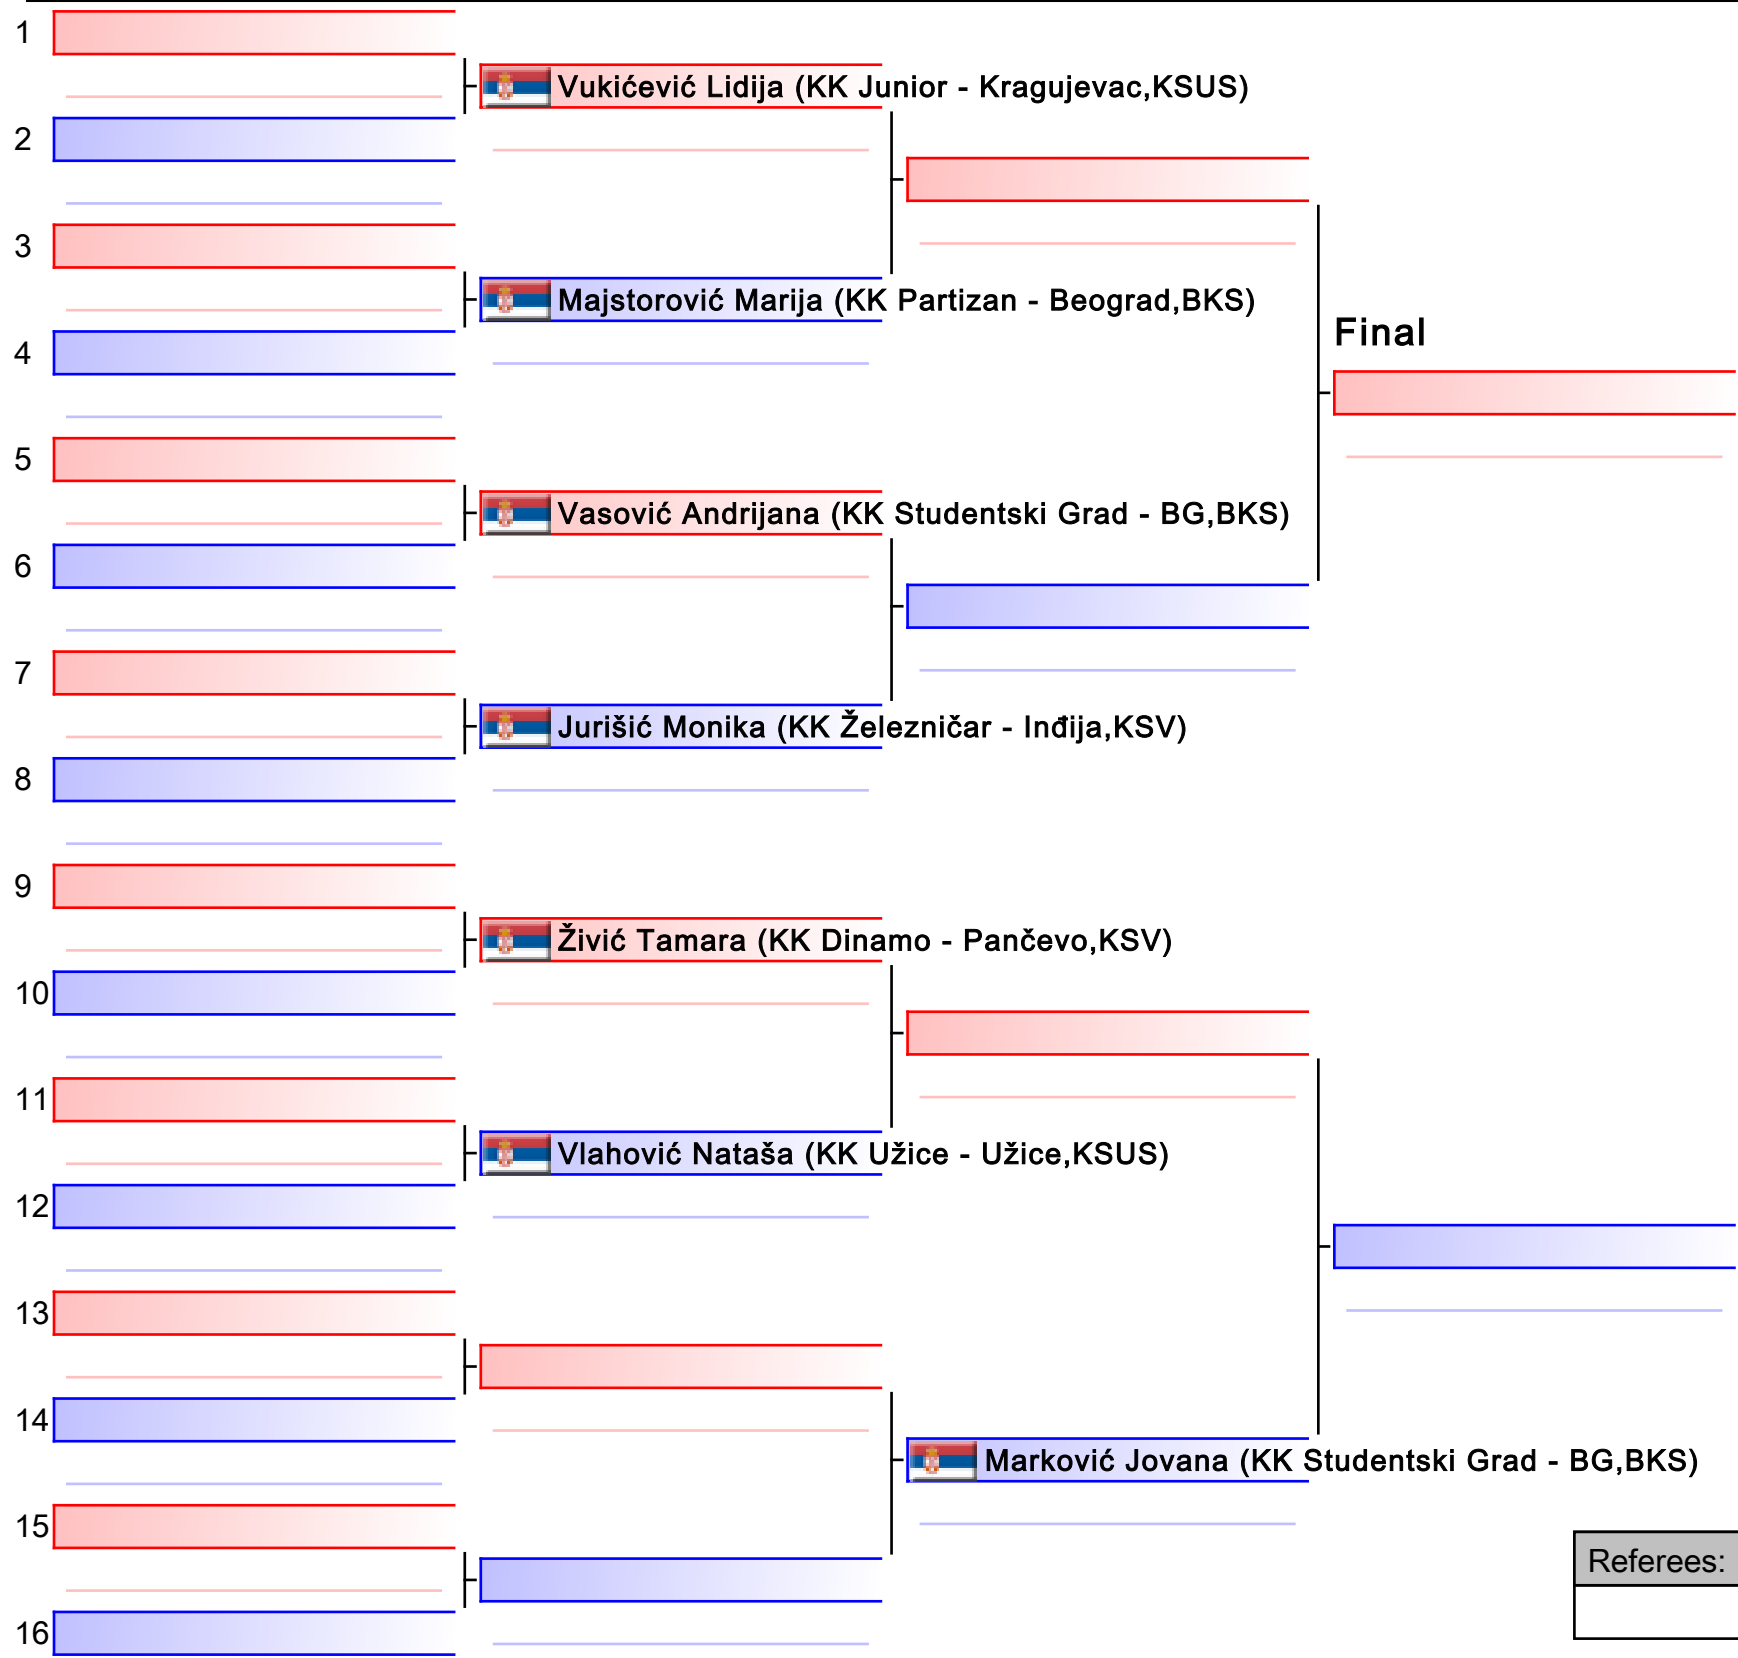 1
Vukićević Lidija (KK Junior - Kragujevac,KSUS)
2
3
Majstorović Marija (KK Partizan - Beograd,BKS)
Final
4
5
Vasović Andrijana (KK Studentski Grad - BG,BKS)
6
7
Jurišić Monika (KK Železničar - Inđija,KSV)
8
9
Živić Tamara (KK Dinamo - Pančevo,KSV)
10
11
Vlahović Nataša (KK Užice - Užice,KSUS)
12
13
14
Marković Jovana (KK Studentski Grad - BG,BKS)
15
Referees:
16